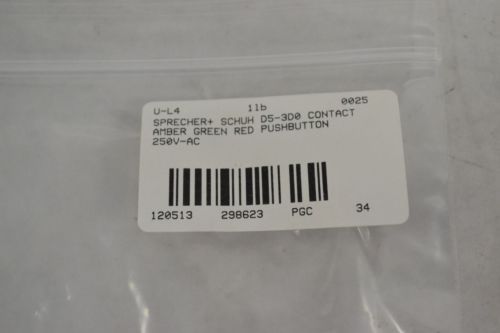 U-L4 1lb 0025
SPRECHER+ SCHUH D5-3D0 CONTACT
AMBER GREEN RED PUSHBUTTON
250V-AC
120513 298623 PGC 34